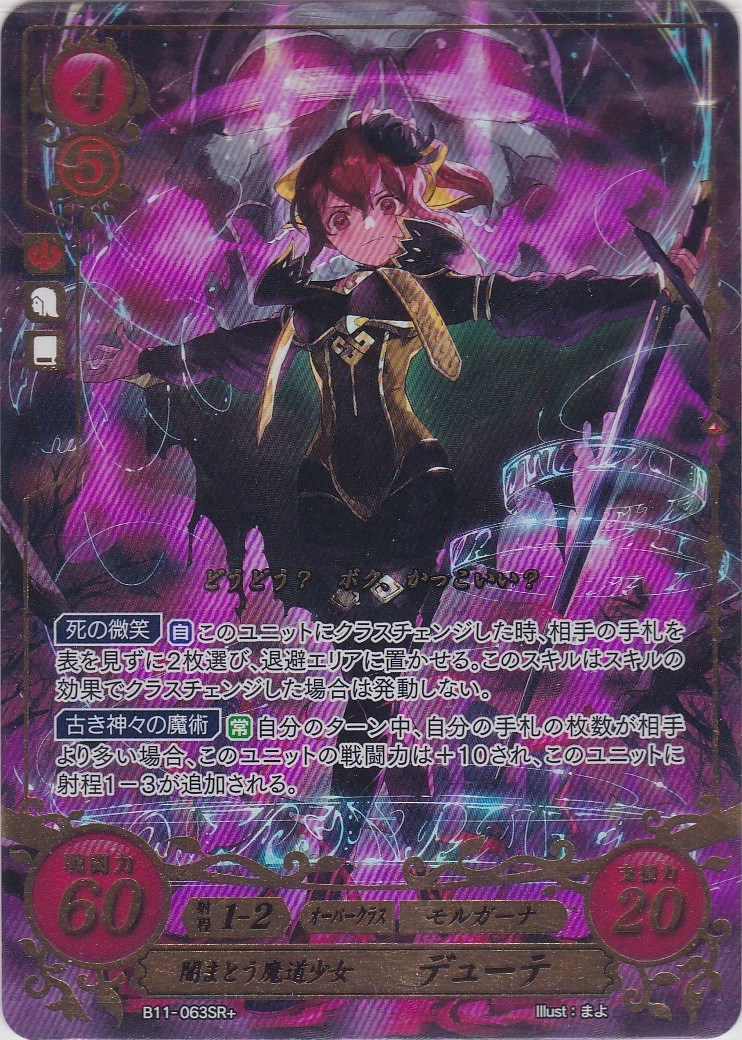 4
5
どうどう？　ボク、かっこいい？
死の微笑 自 このユニットにクラスチェンジした時、相手の手札を
表を見ずに2枚選び、退避エリアに置かせる。このスキルはスキルの
効果でクラスチェンジした場合は発動しない。
古き神々の魔術 常 自分のターン中、自分の手札の枚数が相手
より多い場合、このユニットの戦闘力は＋10され、このユニットに
射程1－3が追加される。
戦闘力
60
射程 1-2 オーバークラス モルガーナ
支援力
20
闇まとう魔道少女 デューテ
B11-063SR+ Illust：まよ